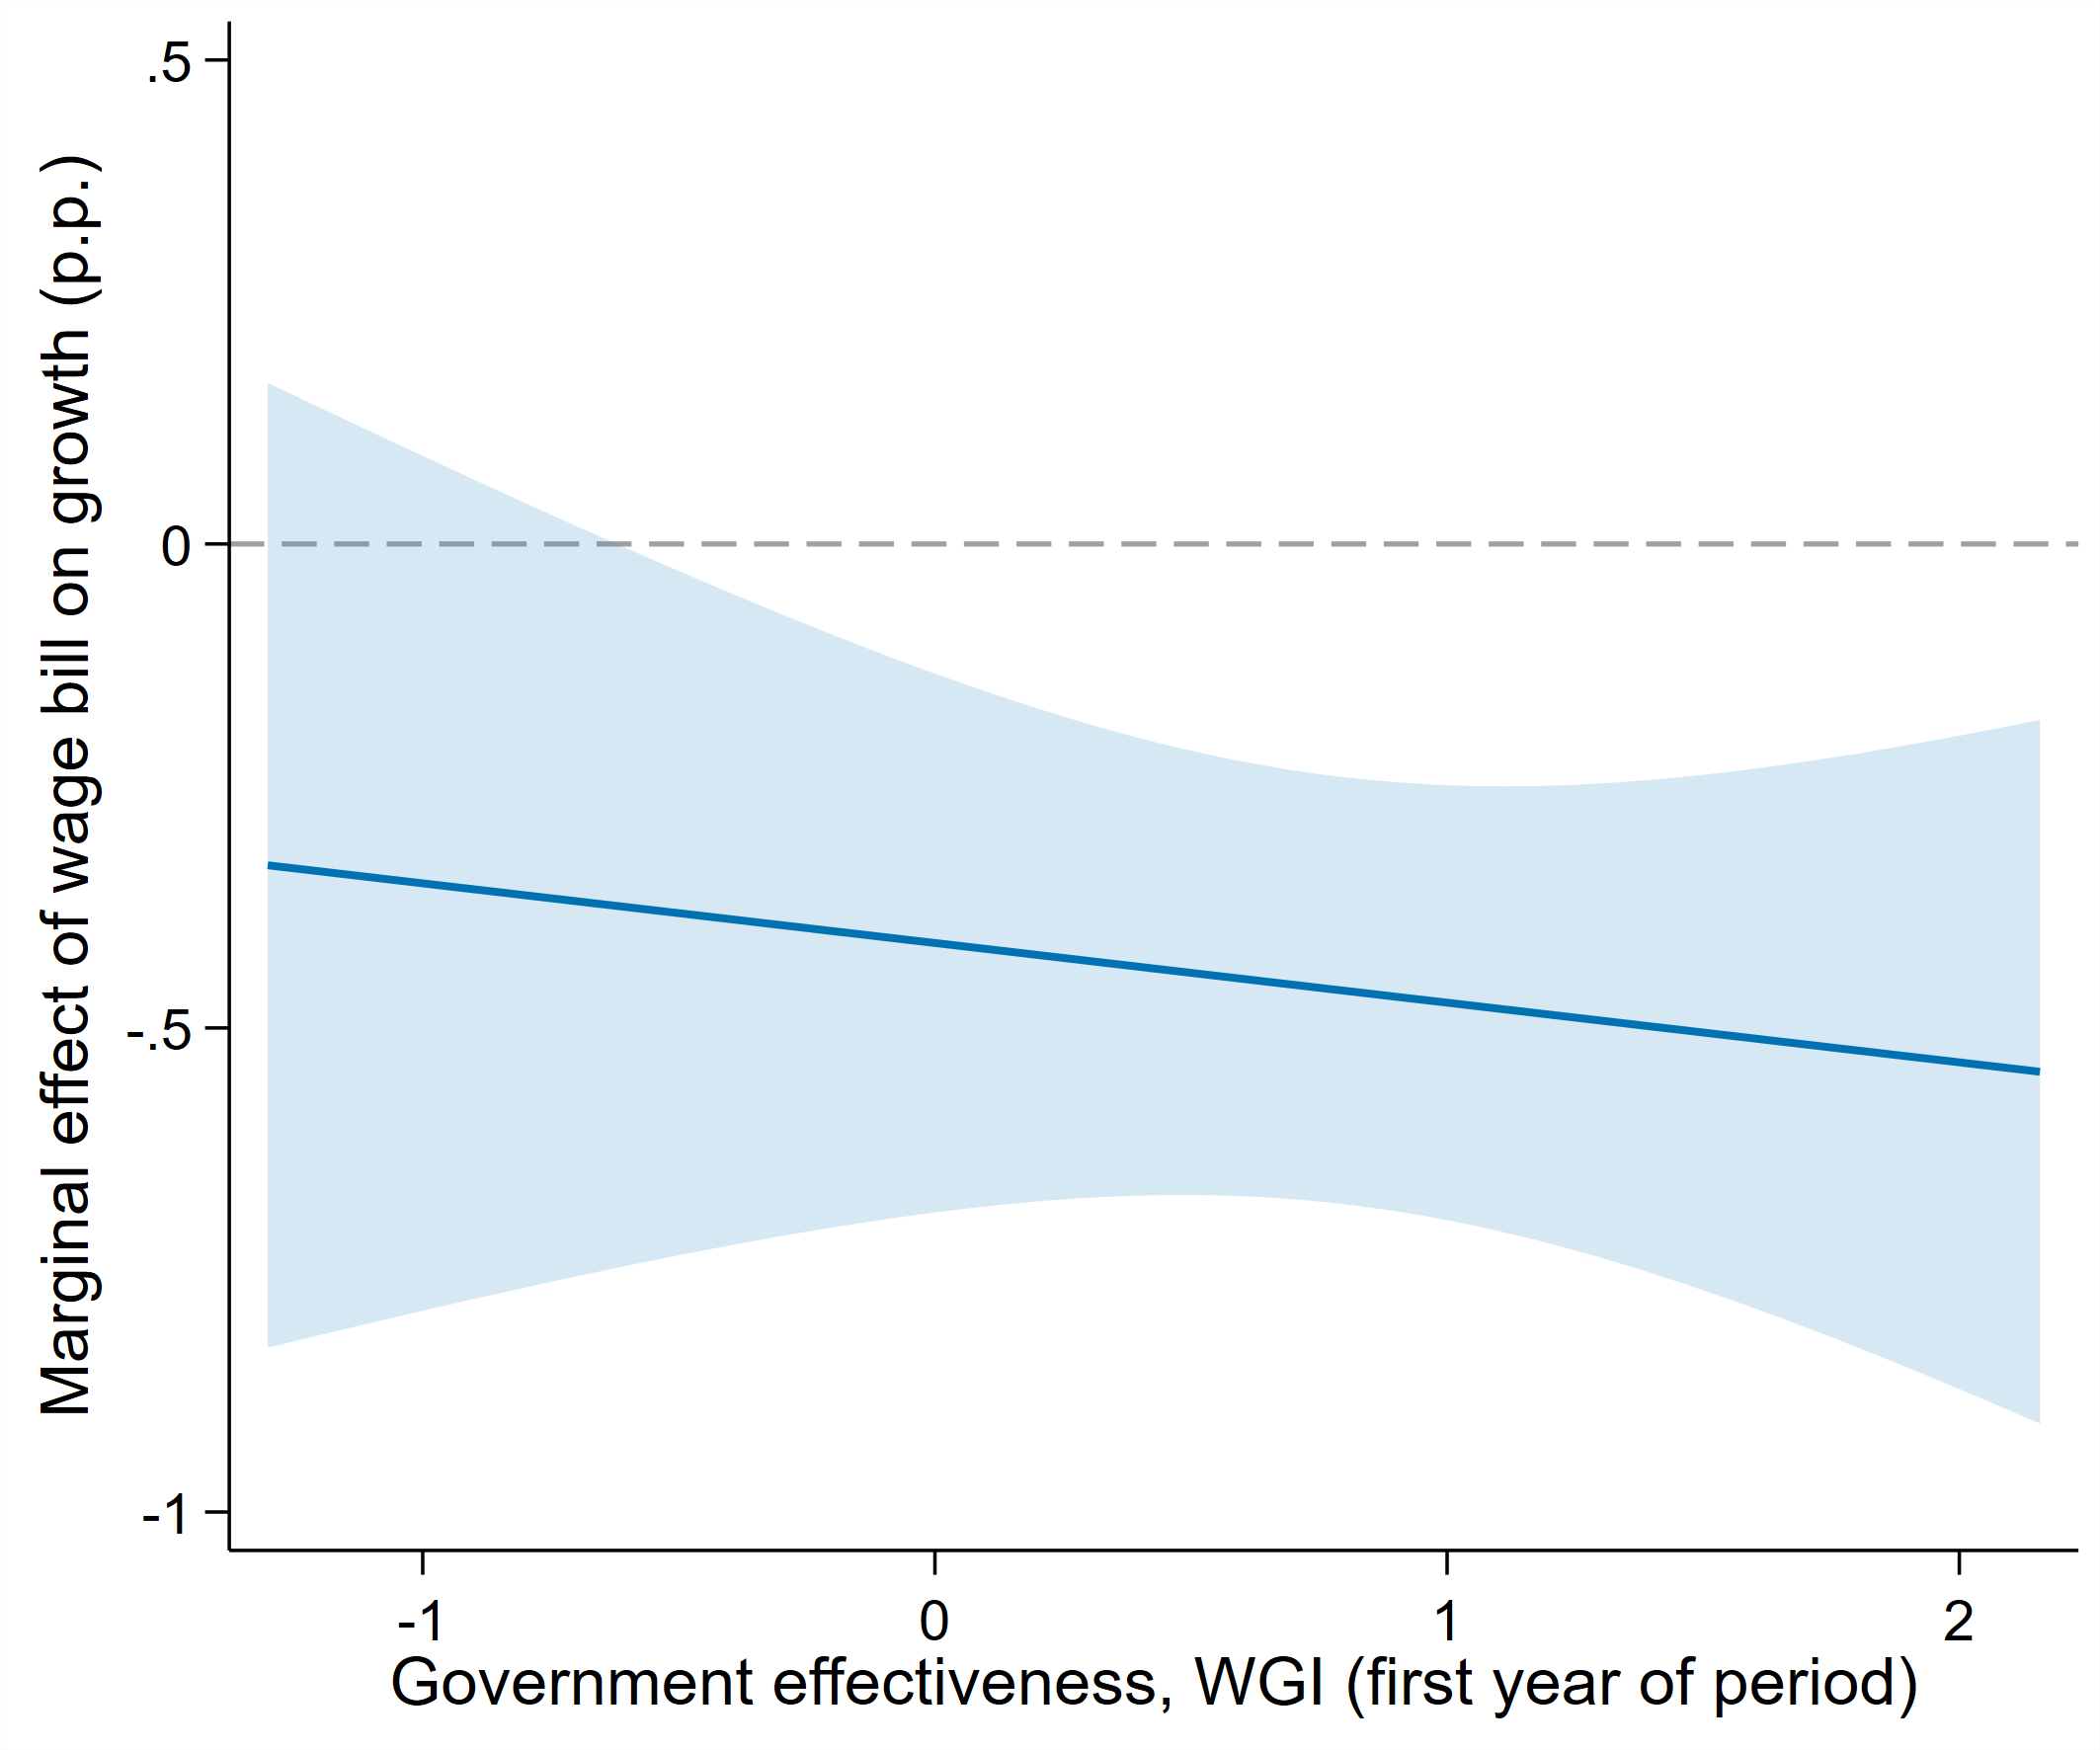 Marginal effect of wage bill on growth (p.p.)
.5
0
-.5
-1
-1 0 1 2
Government effectiveness, WGI (first year of period)